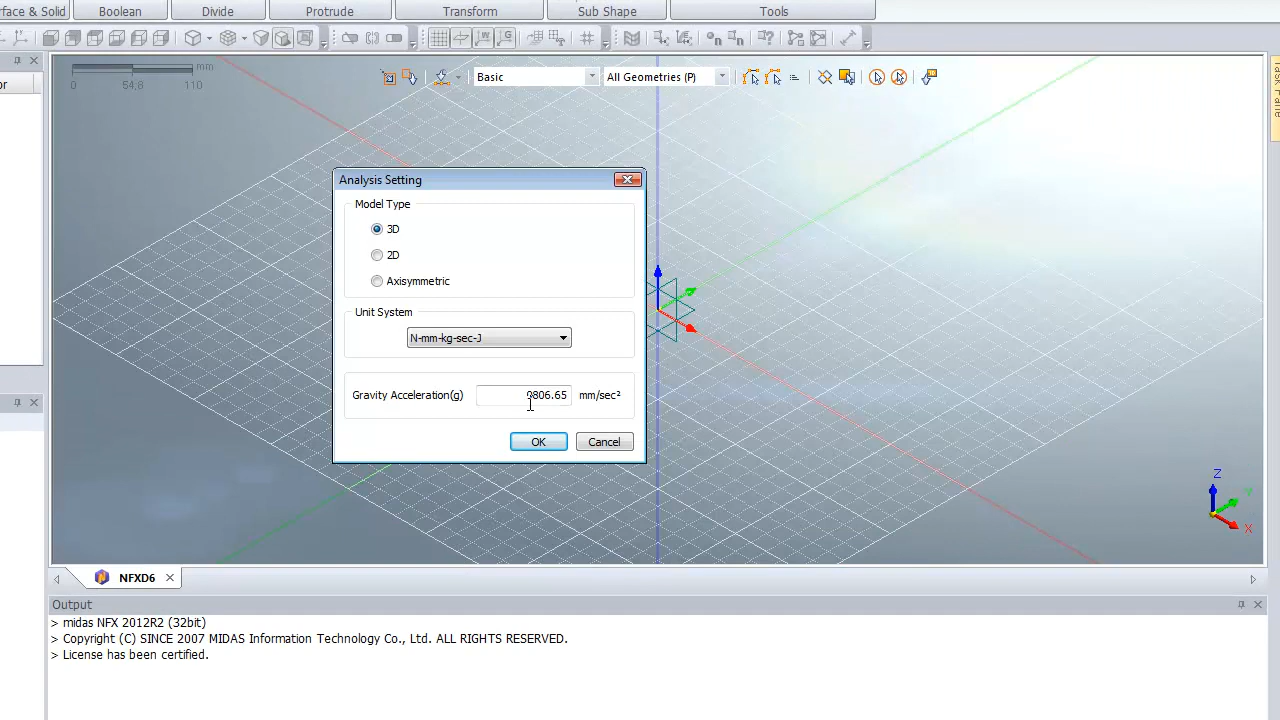 rface & Solid Boolean Divide Protrude Transform Sub Shape Tools
mm
0 54,8 110
Basic All Geometries (P)
or
Analysis Setting
Model Type
3D
2D
Axisymmetric
Unit System
N-mm-kg-sec-J
Gravity Acceleration(g) 9806.65 mm/sec²
OK Cancel
Z
Y
X
NFXD6
Output
> midas NFX 2012R2 (32bit)
> Copyright (C) SINCE 2007 MIDAS Information Technology Co., Ltd. ALL RIGHTS RESERVED.
> License has been certified.